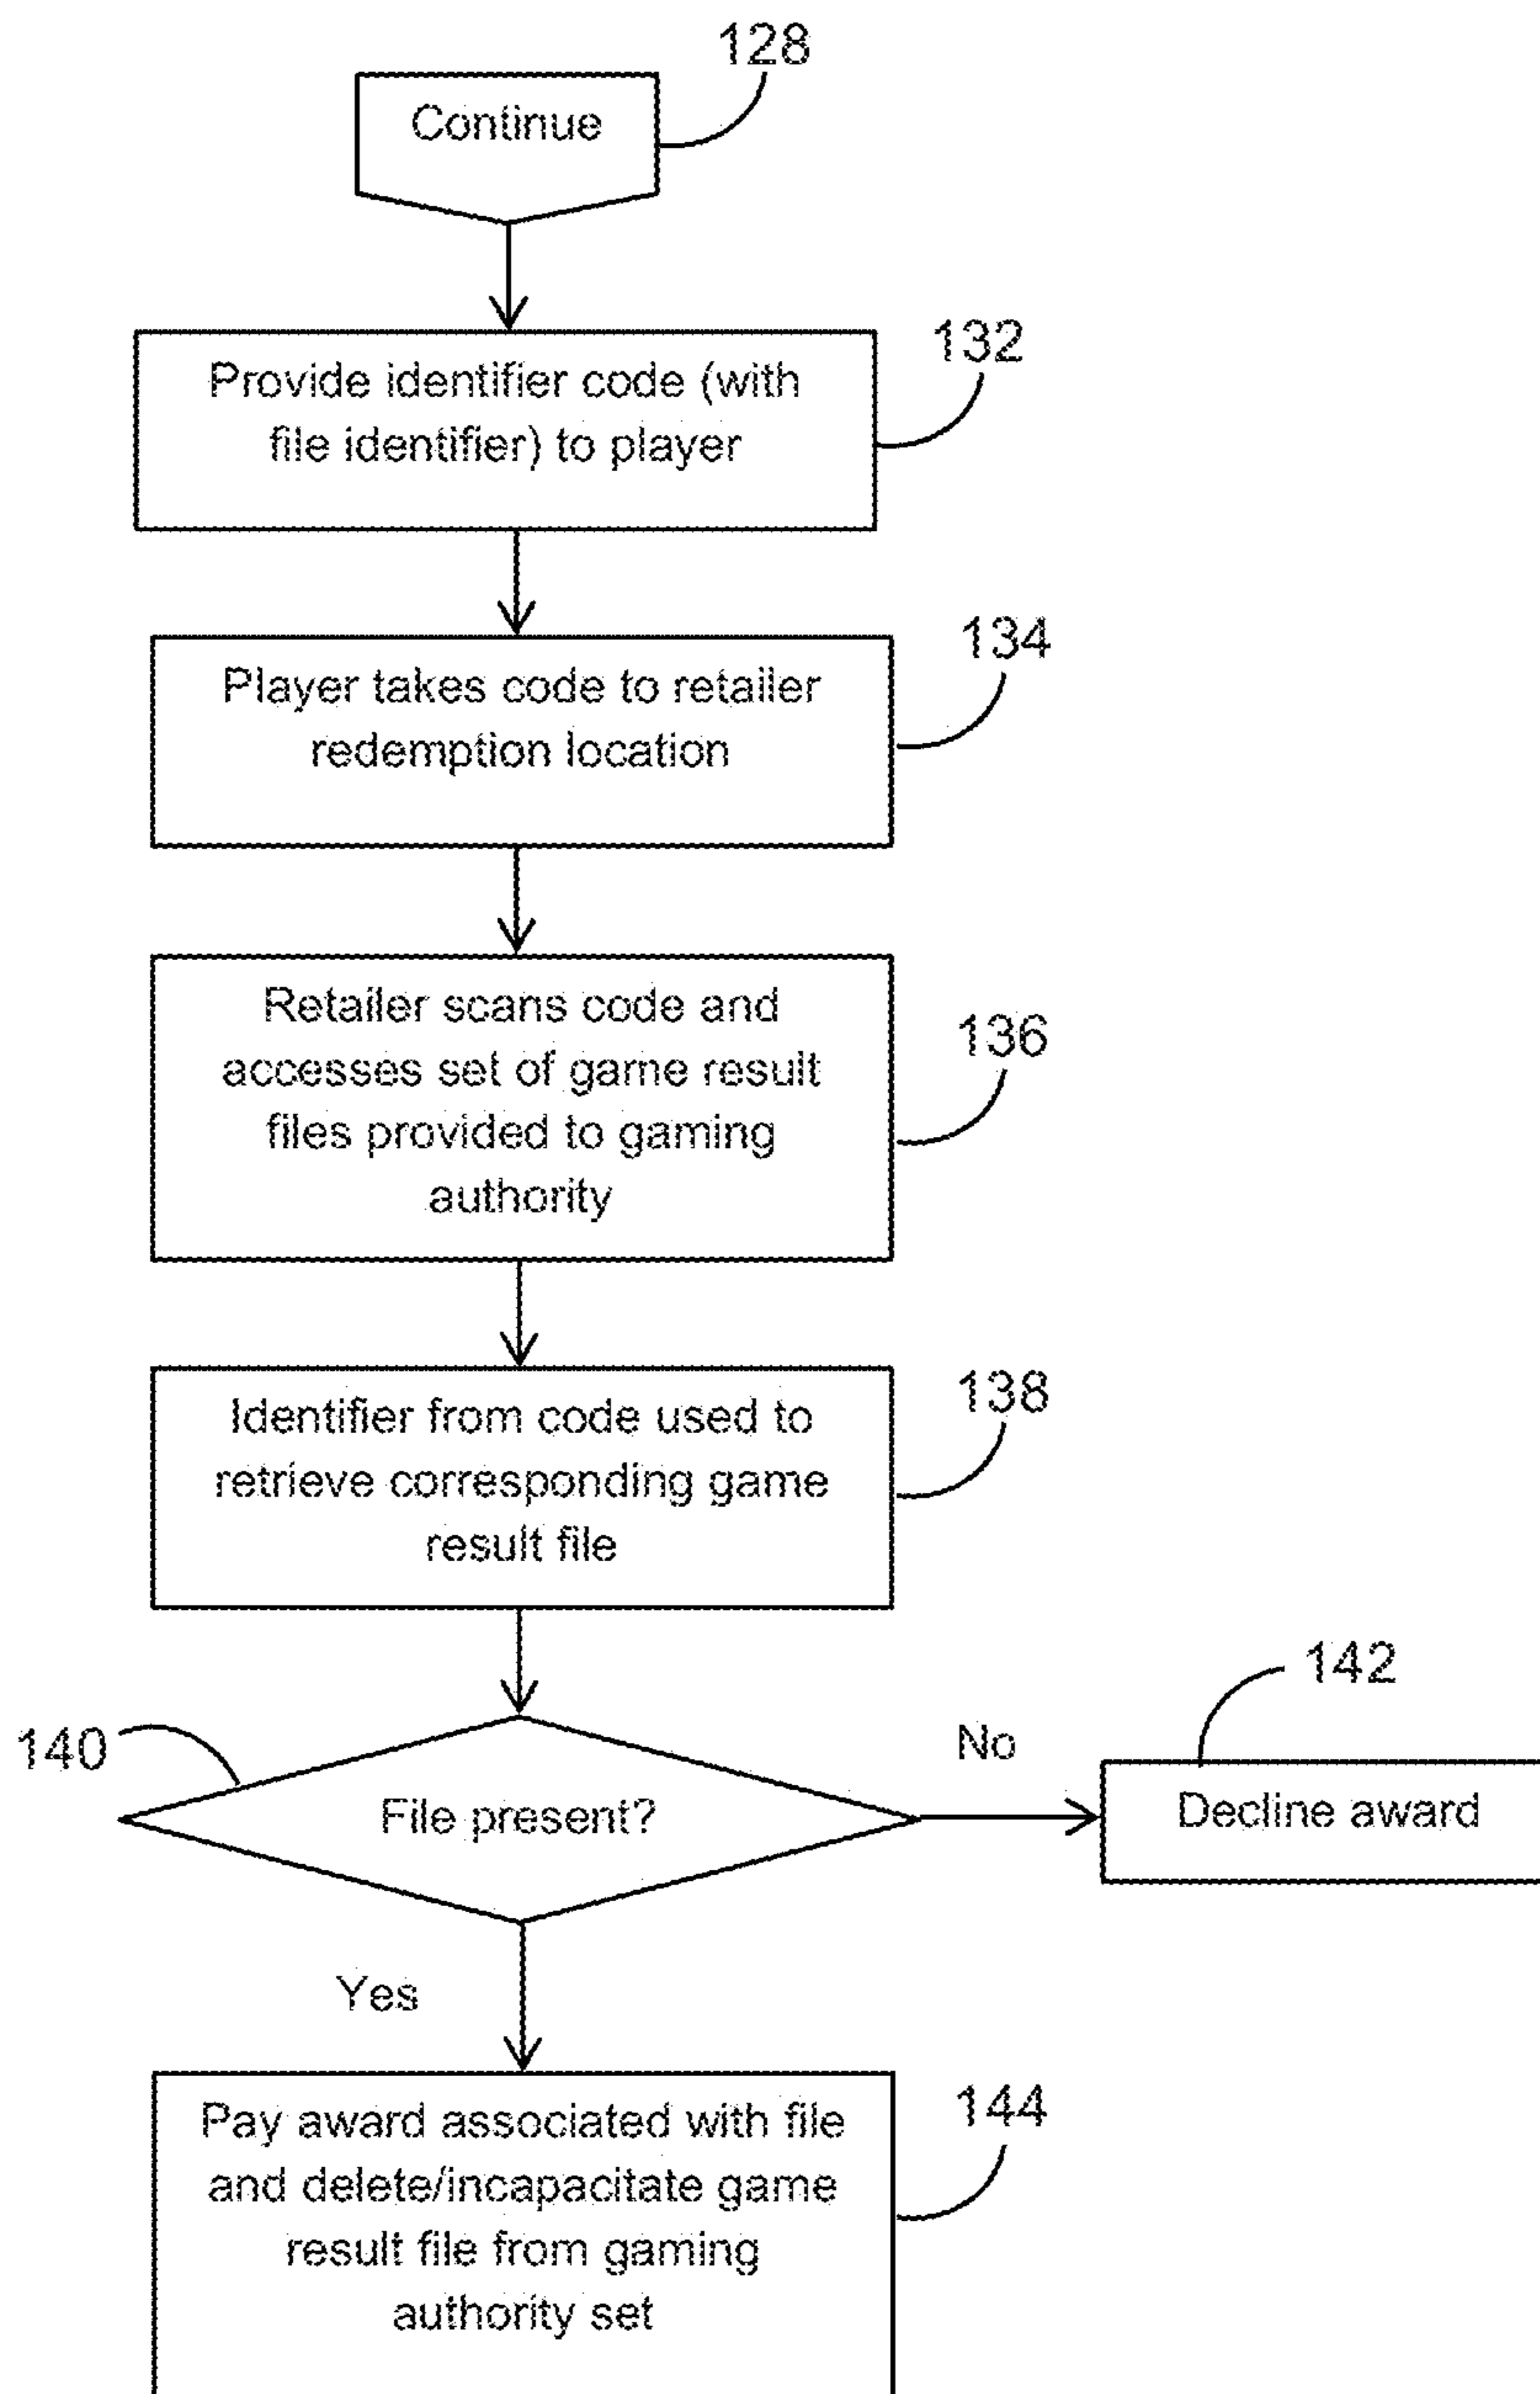 128
Continue
132
Provide identifier code (with
file identifier) to player
134
Player takes code to retailer
redemption location
136
Retailer scans code and
accesses set of game result
files provided to gaming
authority
138
Identifier from code used to
retrieve corresponding game
result file
140
File present?
No
142
Decline award
Yes
144
Pay award associated with file
and delete/incapacitate game
result file from gaming
authority set